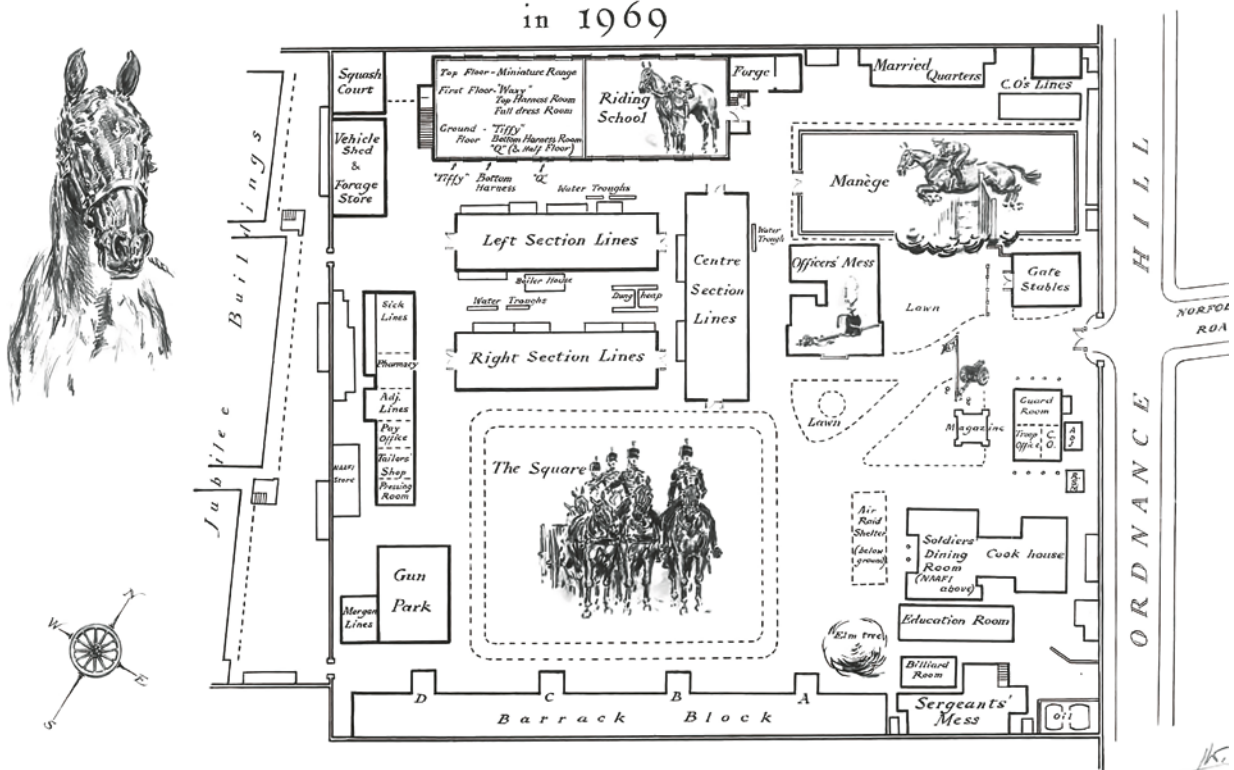 in 1969
Squash
Court
Top Floor - Miniature Range
First Floor - "Waxy"
Top Harness Room
Full dress Room
Ground - "Tiffy"
Floor Bottom Harness Room
"Q" (& Half Floor)
Riding
School
Forge
Married
Quarters
C.O's Lines
Vehicle
Shed
&
Forage
Store
"Tiffy"
Bottom
Harness
"Q"
Water Troughs
Manège
Left Section Lines
Water
Trough
Centre
Section
Lines
Officers' Mess
Lawn
Gate
Stables
Boiler House
Water Troughs
Dung heap
Right Section Lines
Sick
Lines
Pharmacy
Adj.
Lines
Pay
Office
Tailors'
Shop
Pressing
Room
NAAFI
Store
Lawn
Magazine
Guard
Room
Troop
Office
C.
O.
ADJ
The Square
Air
Raid
Shelter
(below
ground)
Soldiers'
Dining
Room
(NAAFI
above)
Cook house
Gun
Park
Morgan
Lines
Education Room
Elm tree
Billiard
Room
Sergeants'
Mess
Oil
D C B A
Barrack Block
Jubilee Buildings
ORDNANCE HILL
NORFOL
ROA
N
W
E
S